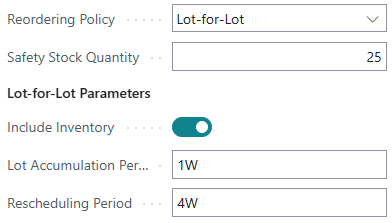 Reordering Policy Lot-for-Lot
Safety Stock Quantity 25
Lot-for-Lot Parameters
Include Inventory
Lot Accumulation Per... 1W
Rescheduling Period 4W